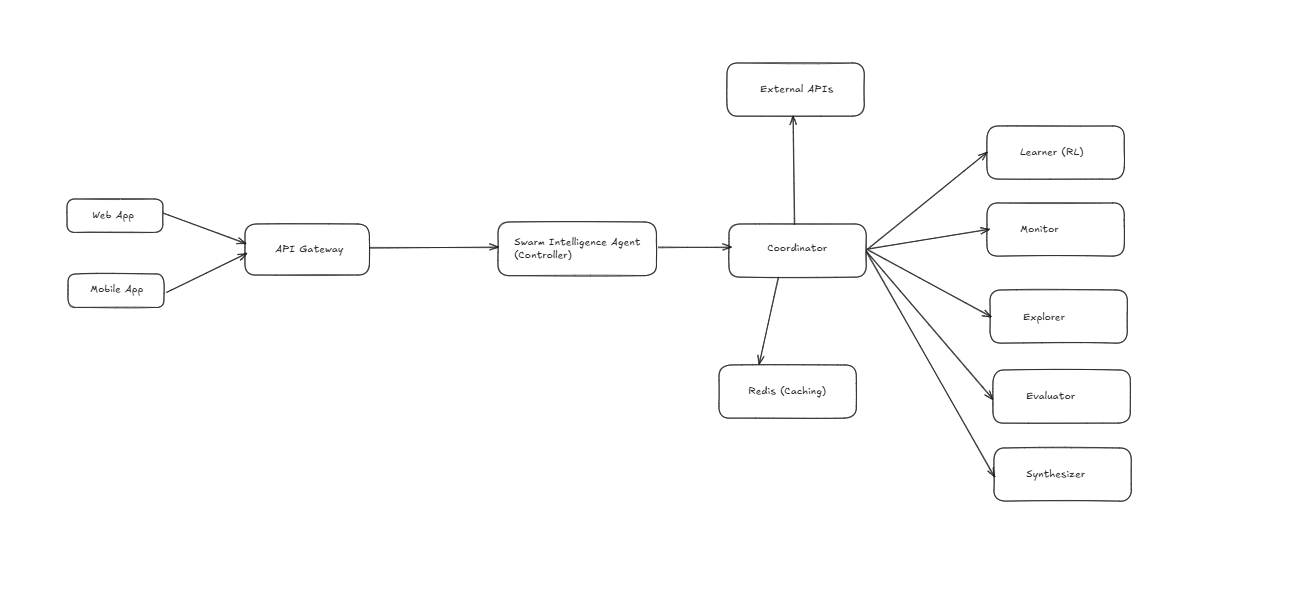 External APIs
Learner (RL)
Web App
Monitor
API Gateway
Swarm Intelligence Agent
(Controller)
Coordinator
Mobile App
Explorer
Redis (Caching)
Evaluator
Synthesizer